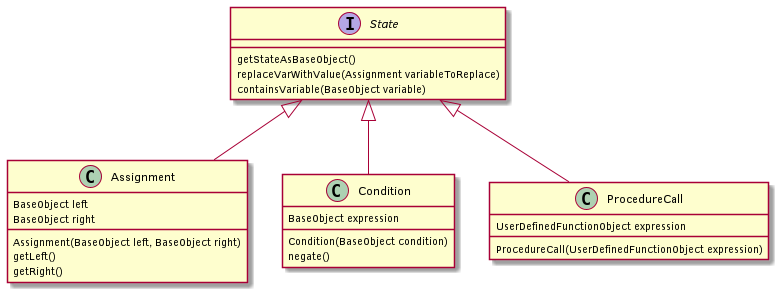 I State
getStateAsBaseObject()
replaceVarWithValue(Assignment variableToReplace)
containsVariable(BaseObject variable)
C Assignment
BaseObject left
BaseObject right
Assignment(BaseObject left, BaseObject right)
getLeft()
getRight()
C Condition
BaseObject expression
Condition(BaseObject condition)
negate()
C ProcedureCall
UserDefinedFunctionObject expression
ProcedureCall(UserDefinedFunctionObject expression)